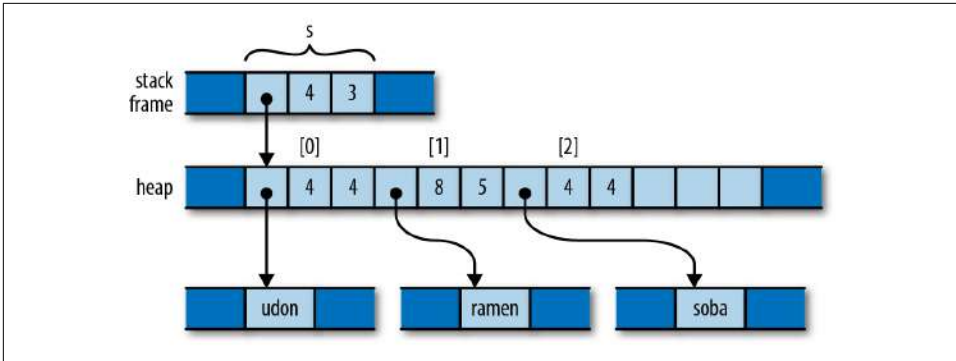 s
stack
frame
4 3
[0] [1] [2]
heap
4 4 8 5 4 4
udon ramen soba